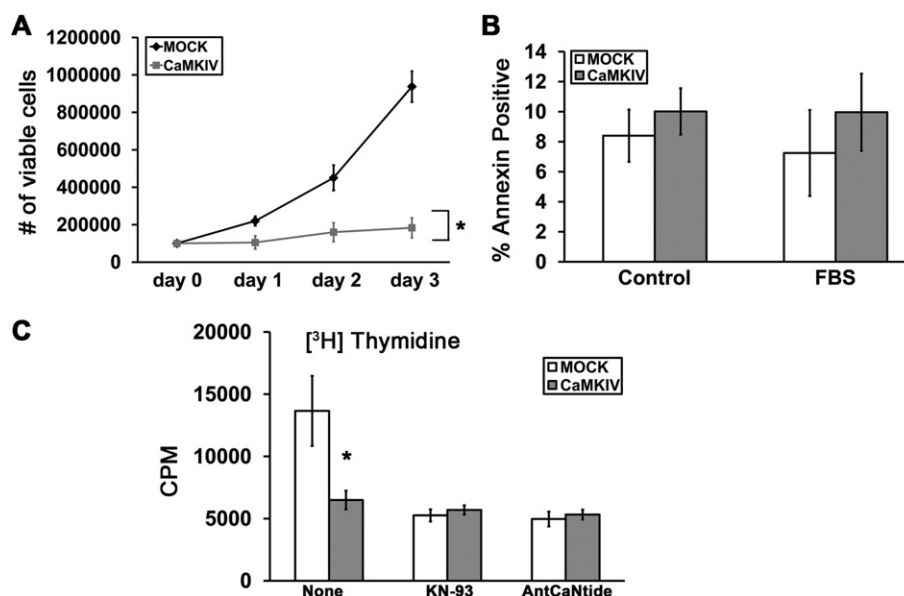 A
# of viable cells
1200000
1000000
800000
600000
400000
200000
0
MOCK
CaMKIV
*
day 0 day 1 day 2 day 3
B
% Annexin Positive
14
12
10
8
6
4
2
0
MOCK
CaMKIV
Control FBS
C
[³H] Thymidine
CPM
20000
15000
10000
5000
0
*
MOCK
CaMKIV
None KN-93 AntCaNtide